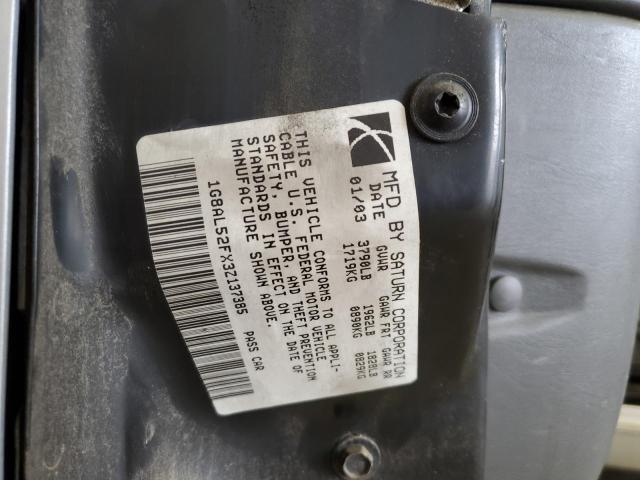 MFD BY SATURN CORPORATION
DATE GVWR GAWR FRT GAWR RR
01/03 3790LB 1962LB 1828LB
1719KG 0890KG 0829KG
THIS VEHICLE CONFORMS TO ALL APPLI-
CABLE U.S. FEDERAL MOTOR VEHICLE
SAFETY, BUMPER, AND THEFT PREVENTION
STANDARDS IN EFFECT ON THE DATE OF
MANUFACTURE SHOWN ABOVE.
1G8AL52FX3Z137385 PASS CAR